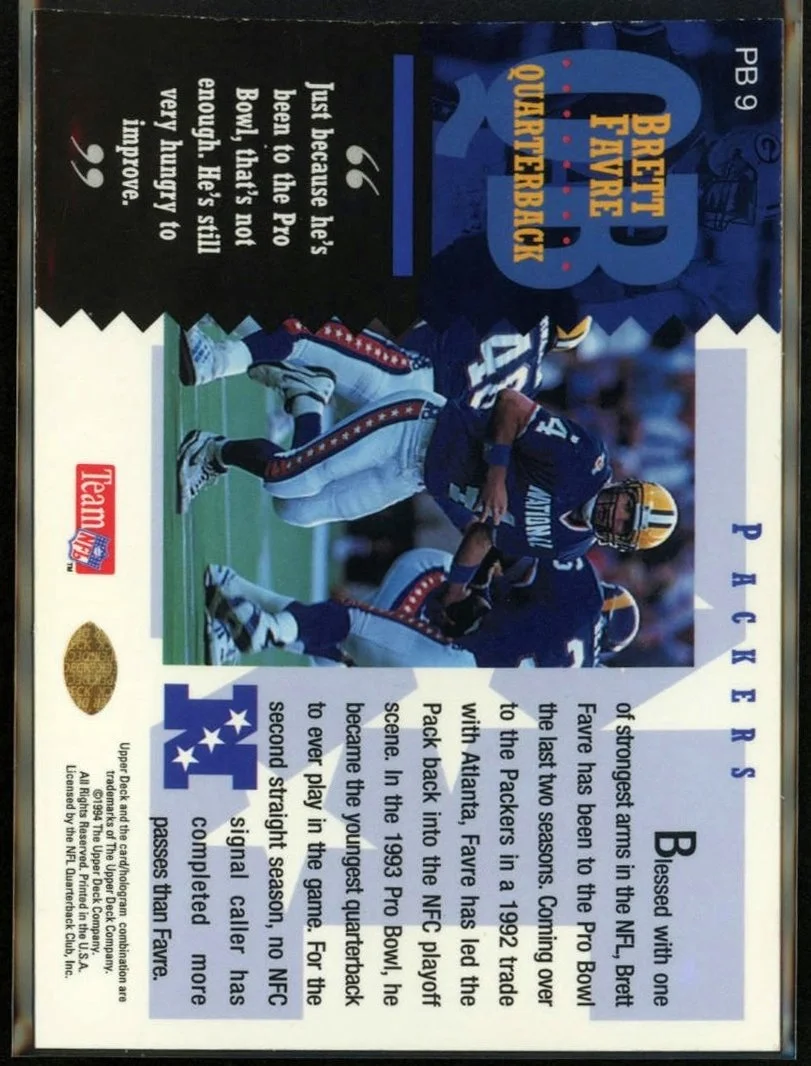 PB 9
QB
BRETT
FAVRE
QUARTERBACK
“
Just because he's
been to the Pro
Bowl, that's not
enough. He's still
very hungry to
improve.
”
PACKERS
4
NATIONAL
Blessed with one
of strongest arms in the NFL, Brett
Favre has been to the Pro Bowl
the last two seasons. Coming over
to the Packers in a 1992 trade
with Atlanta, Favre has led the
Pack back into the NFC playoff
scene. In the 1993 Pro Bowl, he
became the youngest quarterback
to ever play in the game. For the
second straight season, no NFC
signal caller has
completed more
passes than Favre.
N
Team NFL™
Upper Deck and the card/hologram combination are
trademarks of The Upper Deck Company.
©1994 The Upper Deck Company.
All Rights Reserved. Printed in the U.S.A.
Licensed by the NFL Quarterback Club, Inc.